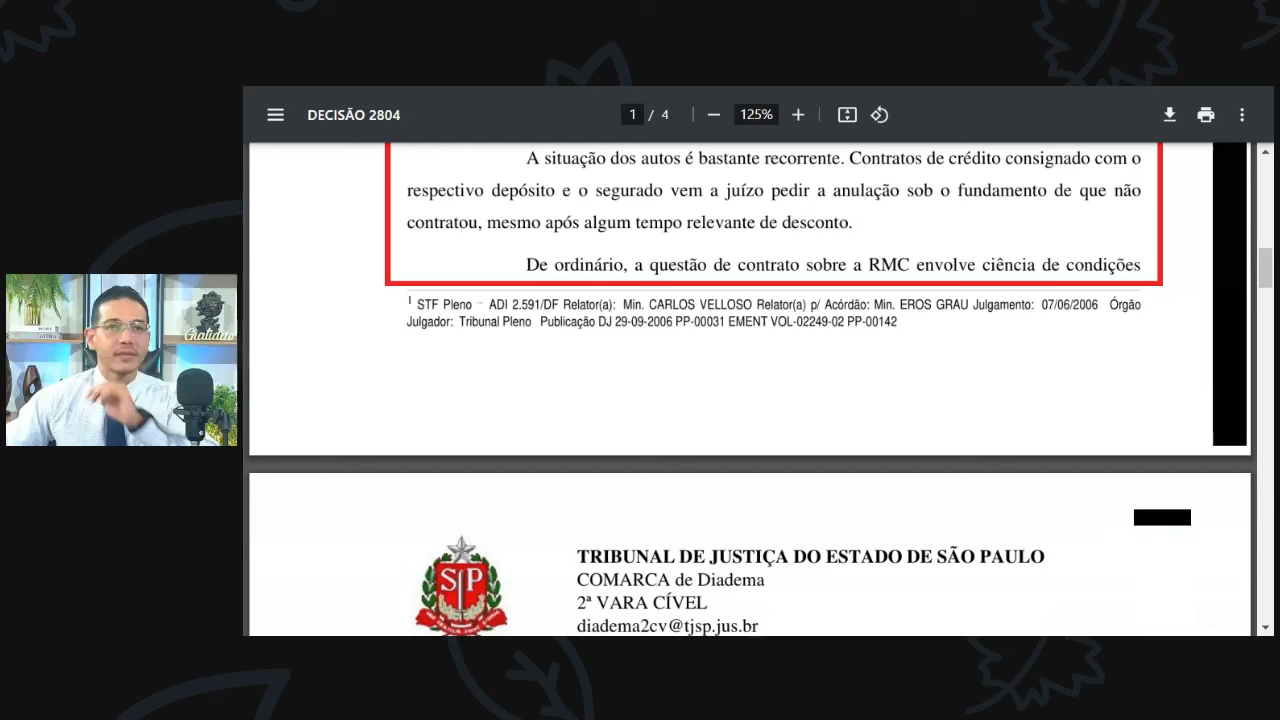 DECISÃO 2804
1 / 4
125%
A situação dos autos é bastante recorrente. Contratos de crédito consignado com o
respectivo depósito e o segurado vem a juízo pedir a anulação sob o fundamento de que não
contratou, mesmo após algum tempo relevante de desconto.
De ordinário, a questão de contrato sobre a RMC envolve ciência de condições
1 STF Pleno – ADI 2.591/DF Relator(a): Min. CARLOS VELLOSO Relator(a) p/ Acórdão: Min. EROS GRAU Julgamento: 07/06/2006 Órgão
Julgador: Tribunal Pleno Publicação DJ 29-09-2006 PP-00031 EMENT VOL-02249-02 PP-00142
SP
TRIBUNAL DE JUSTIÇA DO ESTADO DE SÃO PAULO
COMARCA de Diadema
2ª VARA CÍVEL
diadema2cv@tjsp.jus.br